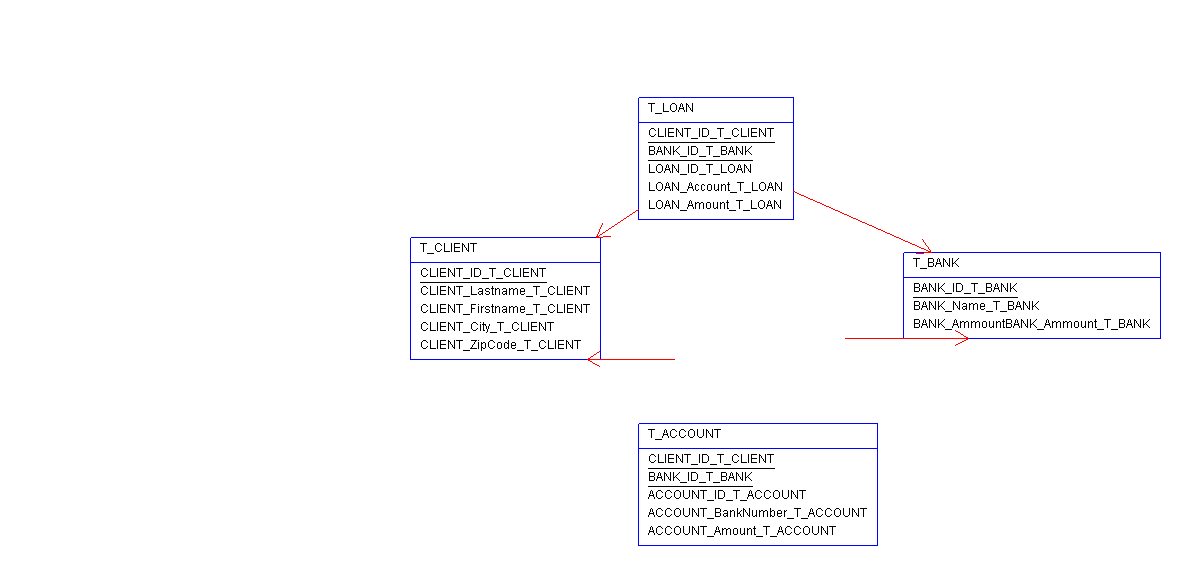 T_LOAN
CLIENT_ID_T_CLIENT
BANK_ID_T_BANK
LOAN_ID_T_LOAN
LOAN_Account_T_LOAN
LOAN_Amount_T_LOAN
T_CLIENT
CLIENT_ID_T_CLIENT
CLIENT_Lastname_T_CLIENT
CLIENT_Firstname_T_CLIENT
CLIENT_City_T_CLIENT
CLIENT_ZipCode_T_CLIENT
T_BANK
BANK_ID_T_BANK
BANK_Name_T_BANK
BANK_AmmountBANK_Ammount_T_BANK
T_ACCOUNT
CLIENT_ID_T_CLIENT
BANK_ID_T_BANK
ACCOUNT_ID_T_ACCOUNT
ACCOUNT_BankNumber_T_ACCOUNT
ACCOUNT_Amount_T_ACCOUNT